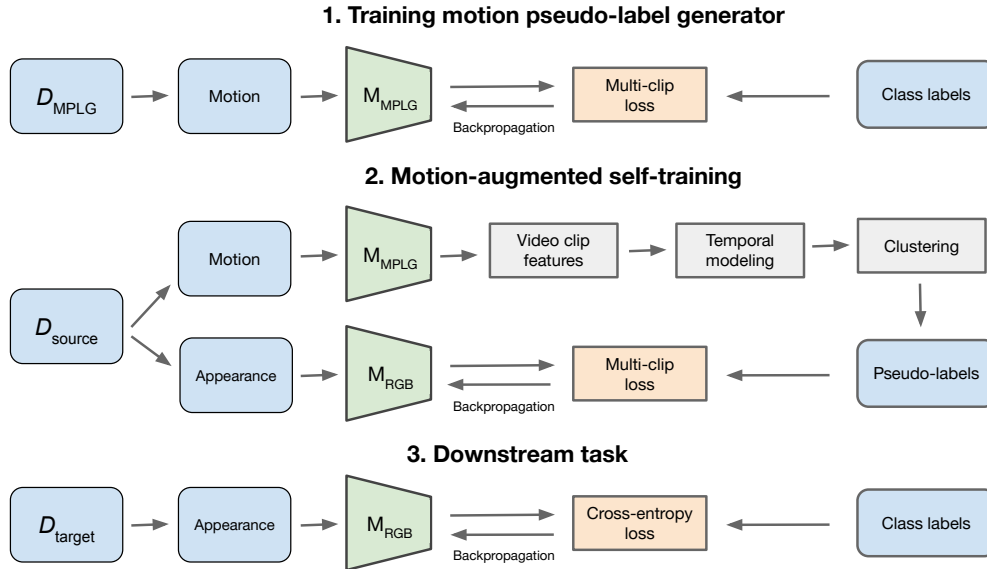 1. Training motion pseudo-label generator
D_MPLG
Motion
M_MPLG
Backpropagation
Multi-clip
loss
Class labels
2. Motion-augmented self-training
D_source
Motion
M_MPLG
Video clip
features
Temporal
modeling
Clustering
Appearance
M_RGB
Backpropagation
Multi-clip
loss
Pseudo-labels
3. Downstream task
D_target
Appearance
M_RGB
Backpropagation
Cross-entropy
loss
Class labels